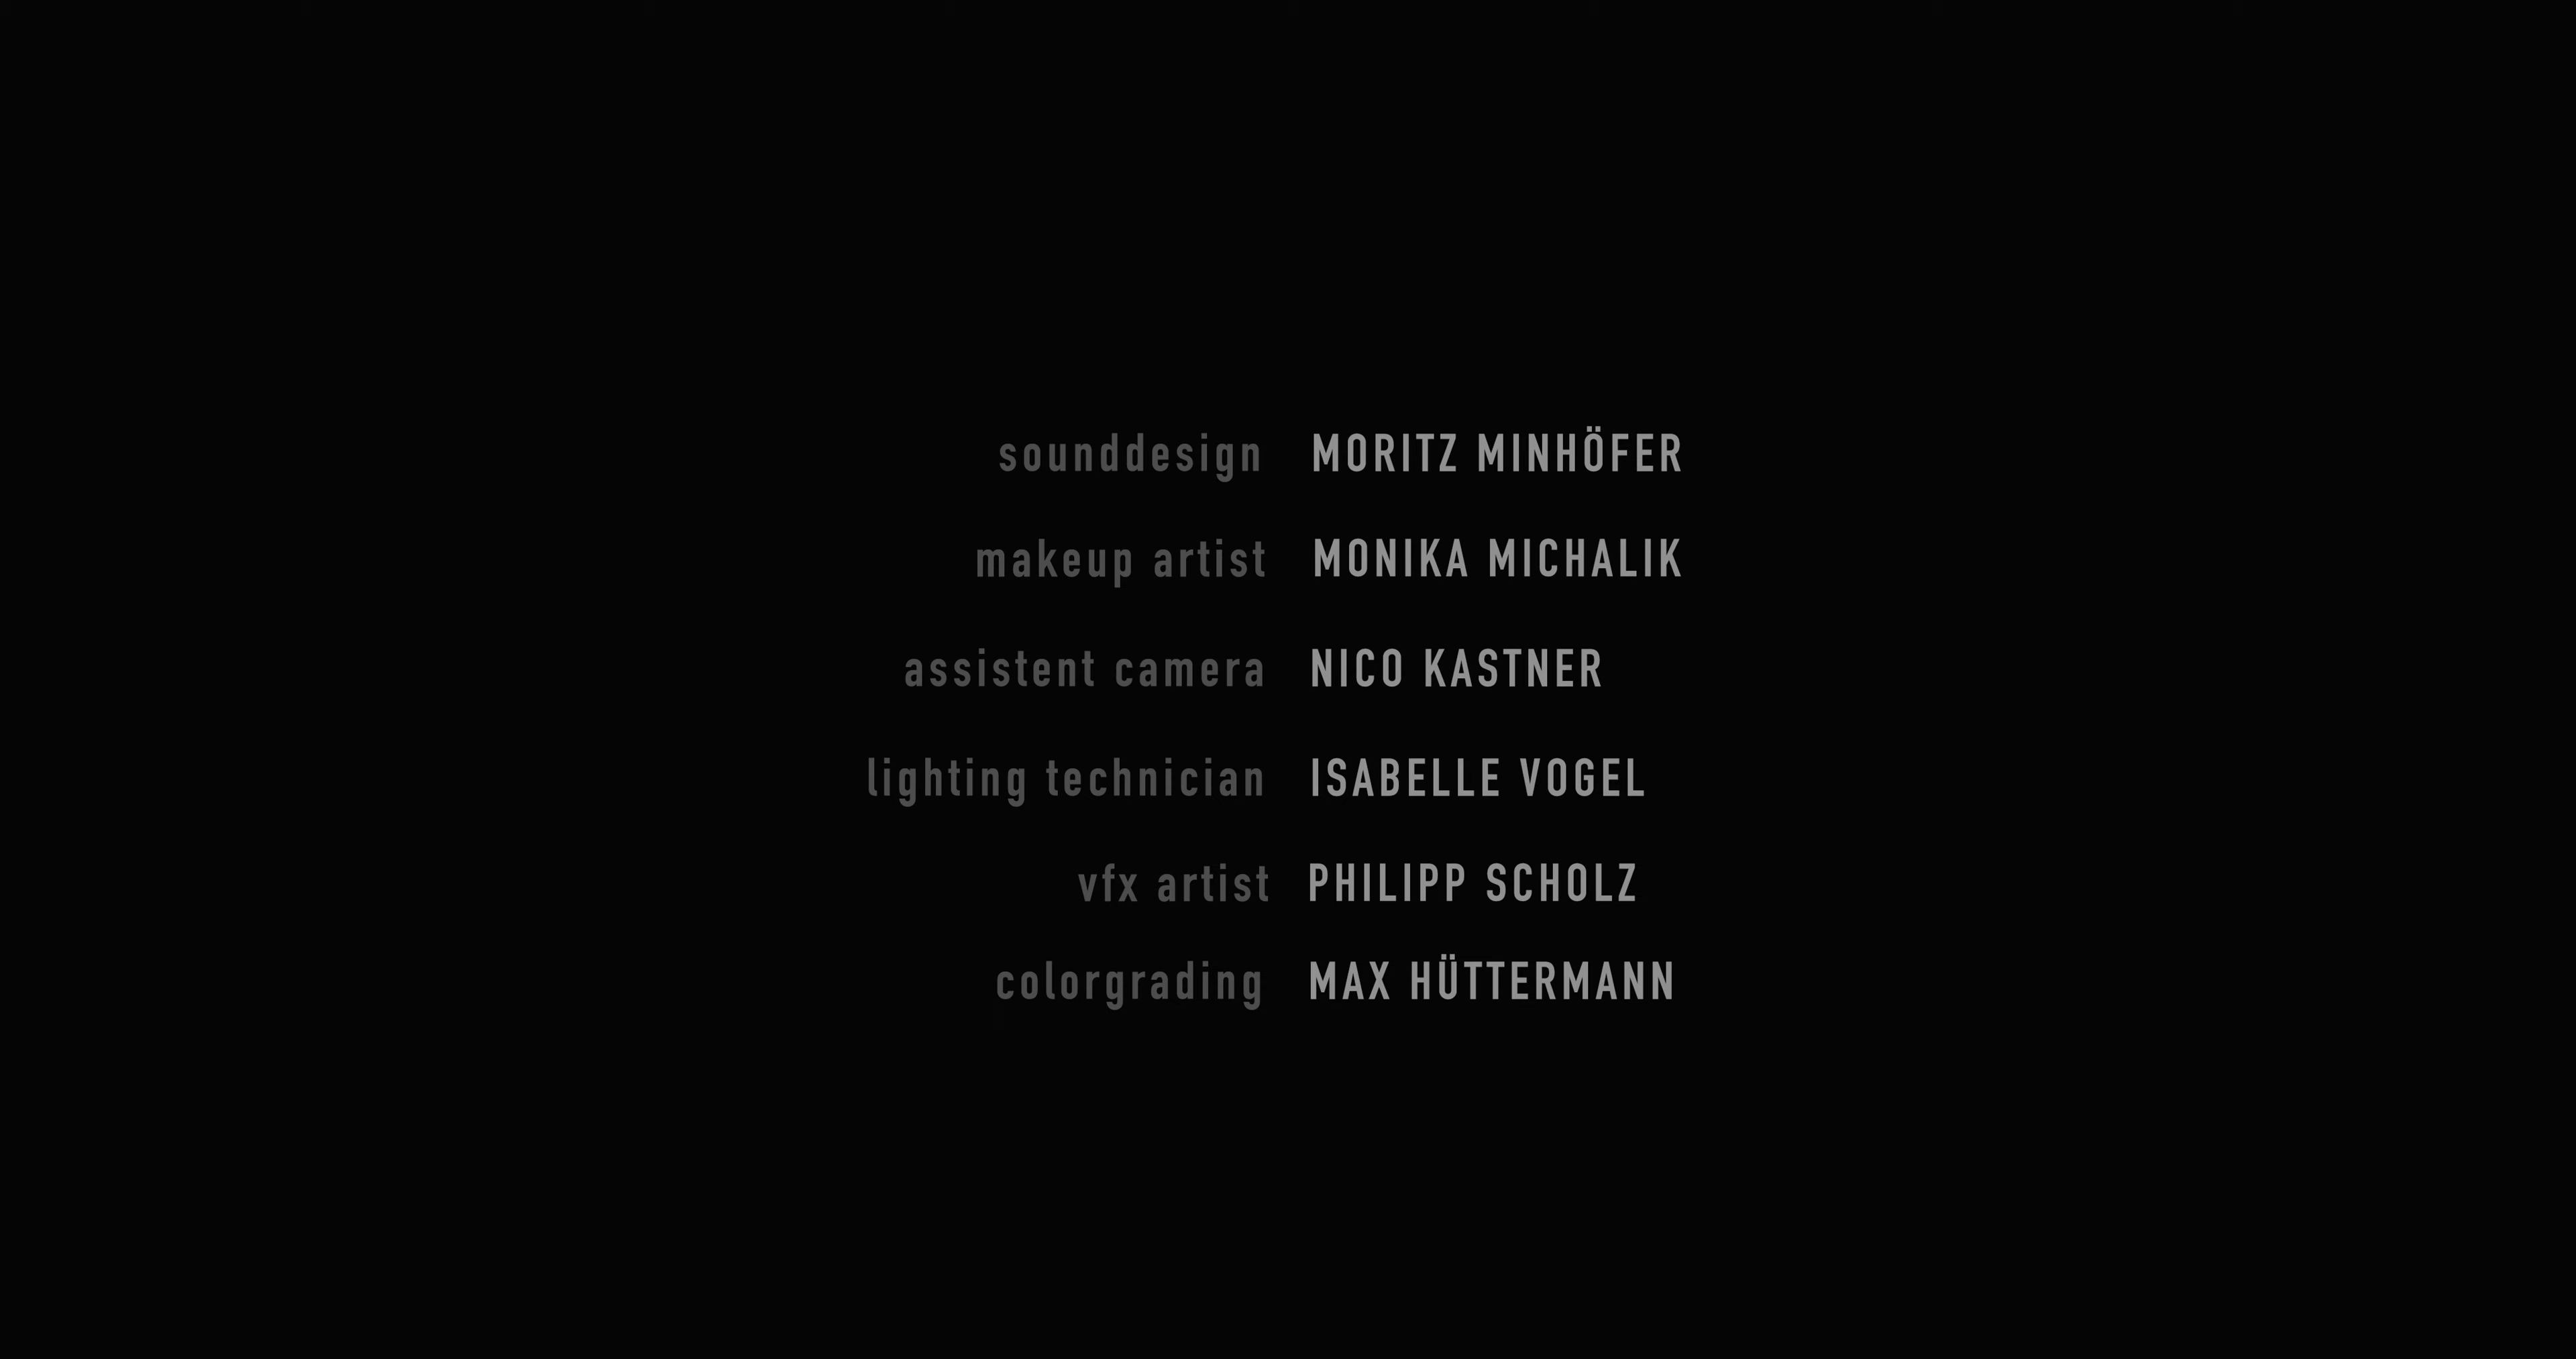 sounddesign MORITZ MINHÖFER
makeup artist MONIKA MICHALIK
assistent camera NICO KASTNER
lighting technician ISABELLE VOGEL
vfx artist PHILIPP SCHOLZ
colorgrading MAX HÜTTERMANN